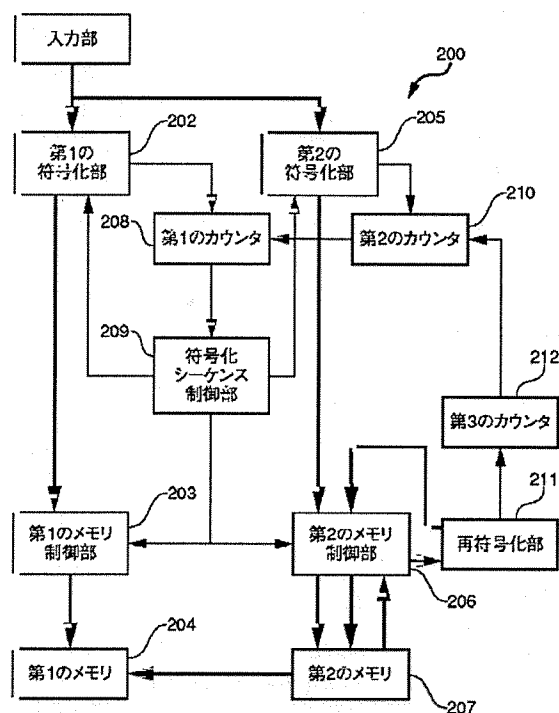 入力部
200
202
205
第1の
符号化部
第2の
符号化部
210
208
第1のカウンタ
第2のカウンタ
209
符号化
シーケンス
制御部
212
第3のカウンタ
203
211
第1のメモリ
制御部
第2のメモリ
制御部
再符号化部
206
204
第1のメモリ
第2のメモリ
207